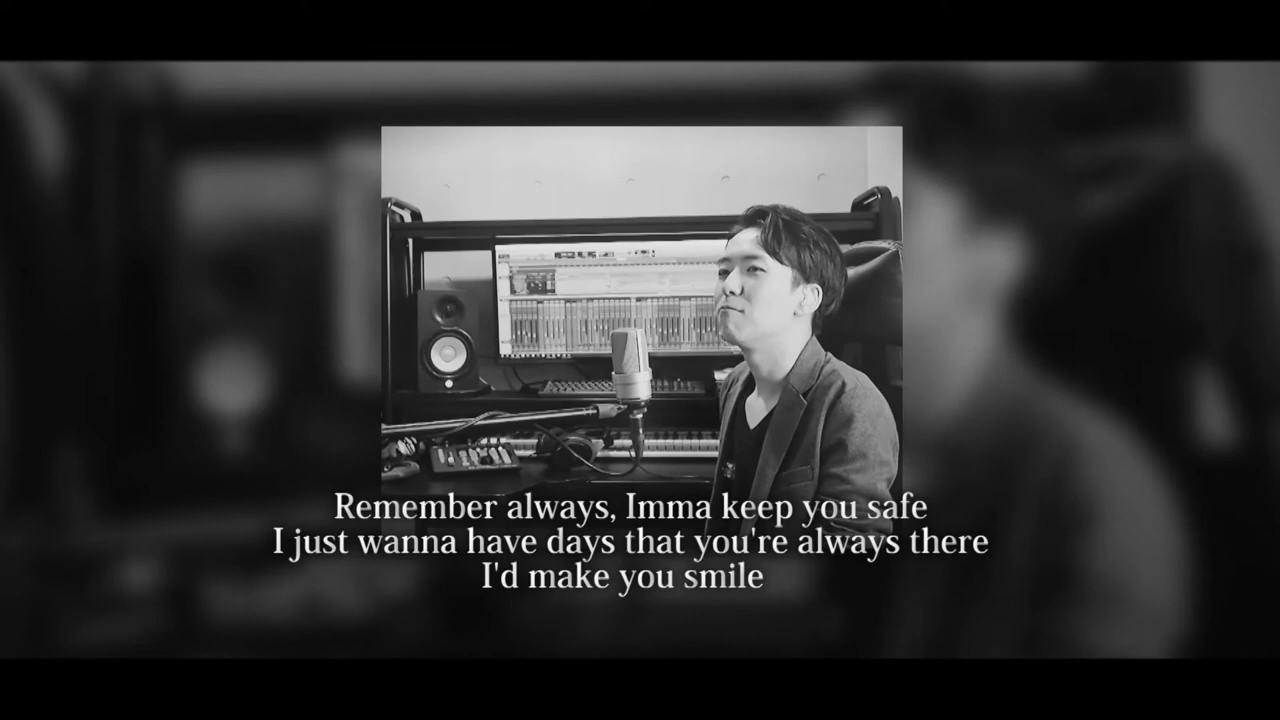 Remember always, Imma keep you safe
I just wanna have days that you're always there
I'd make you smile